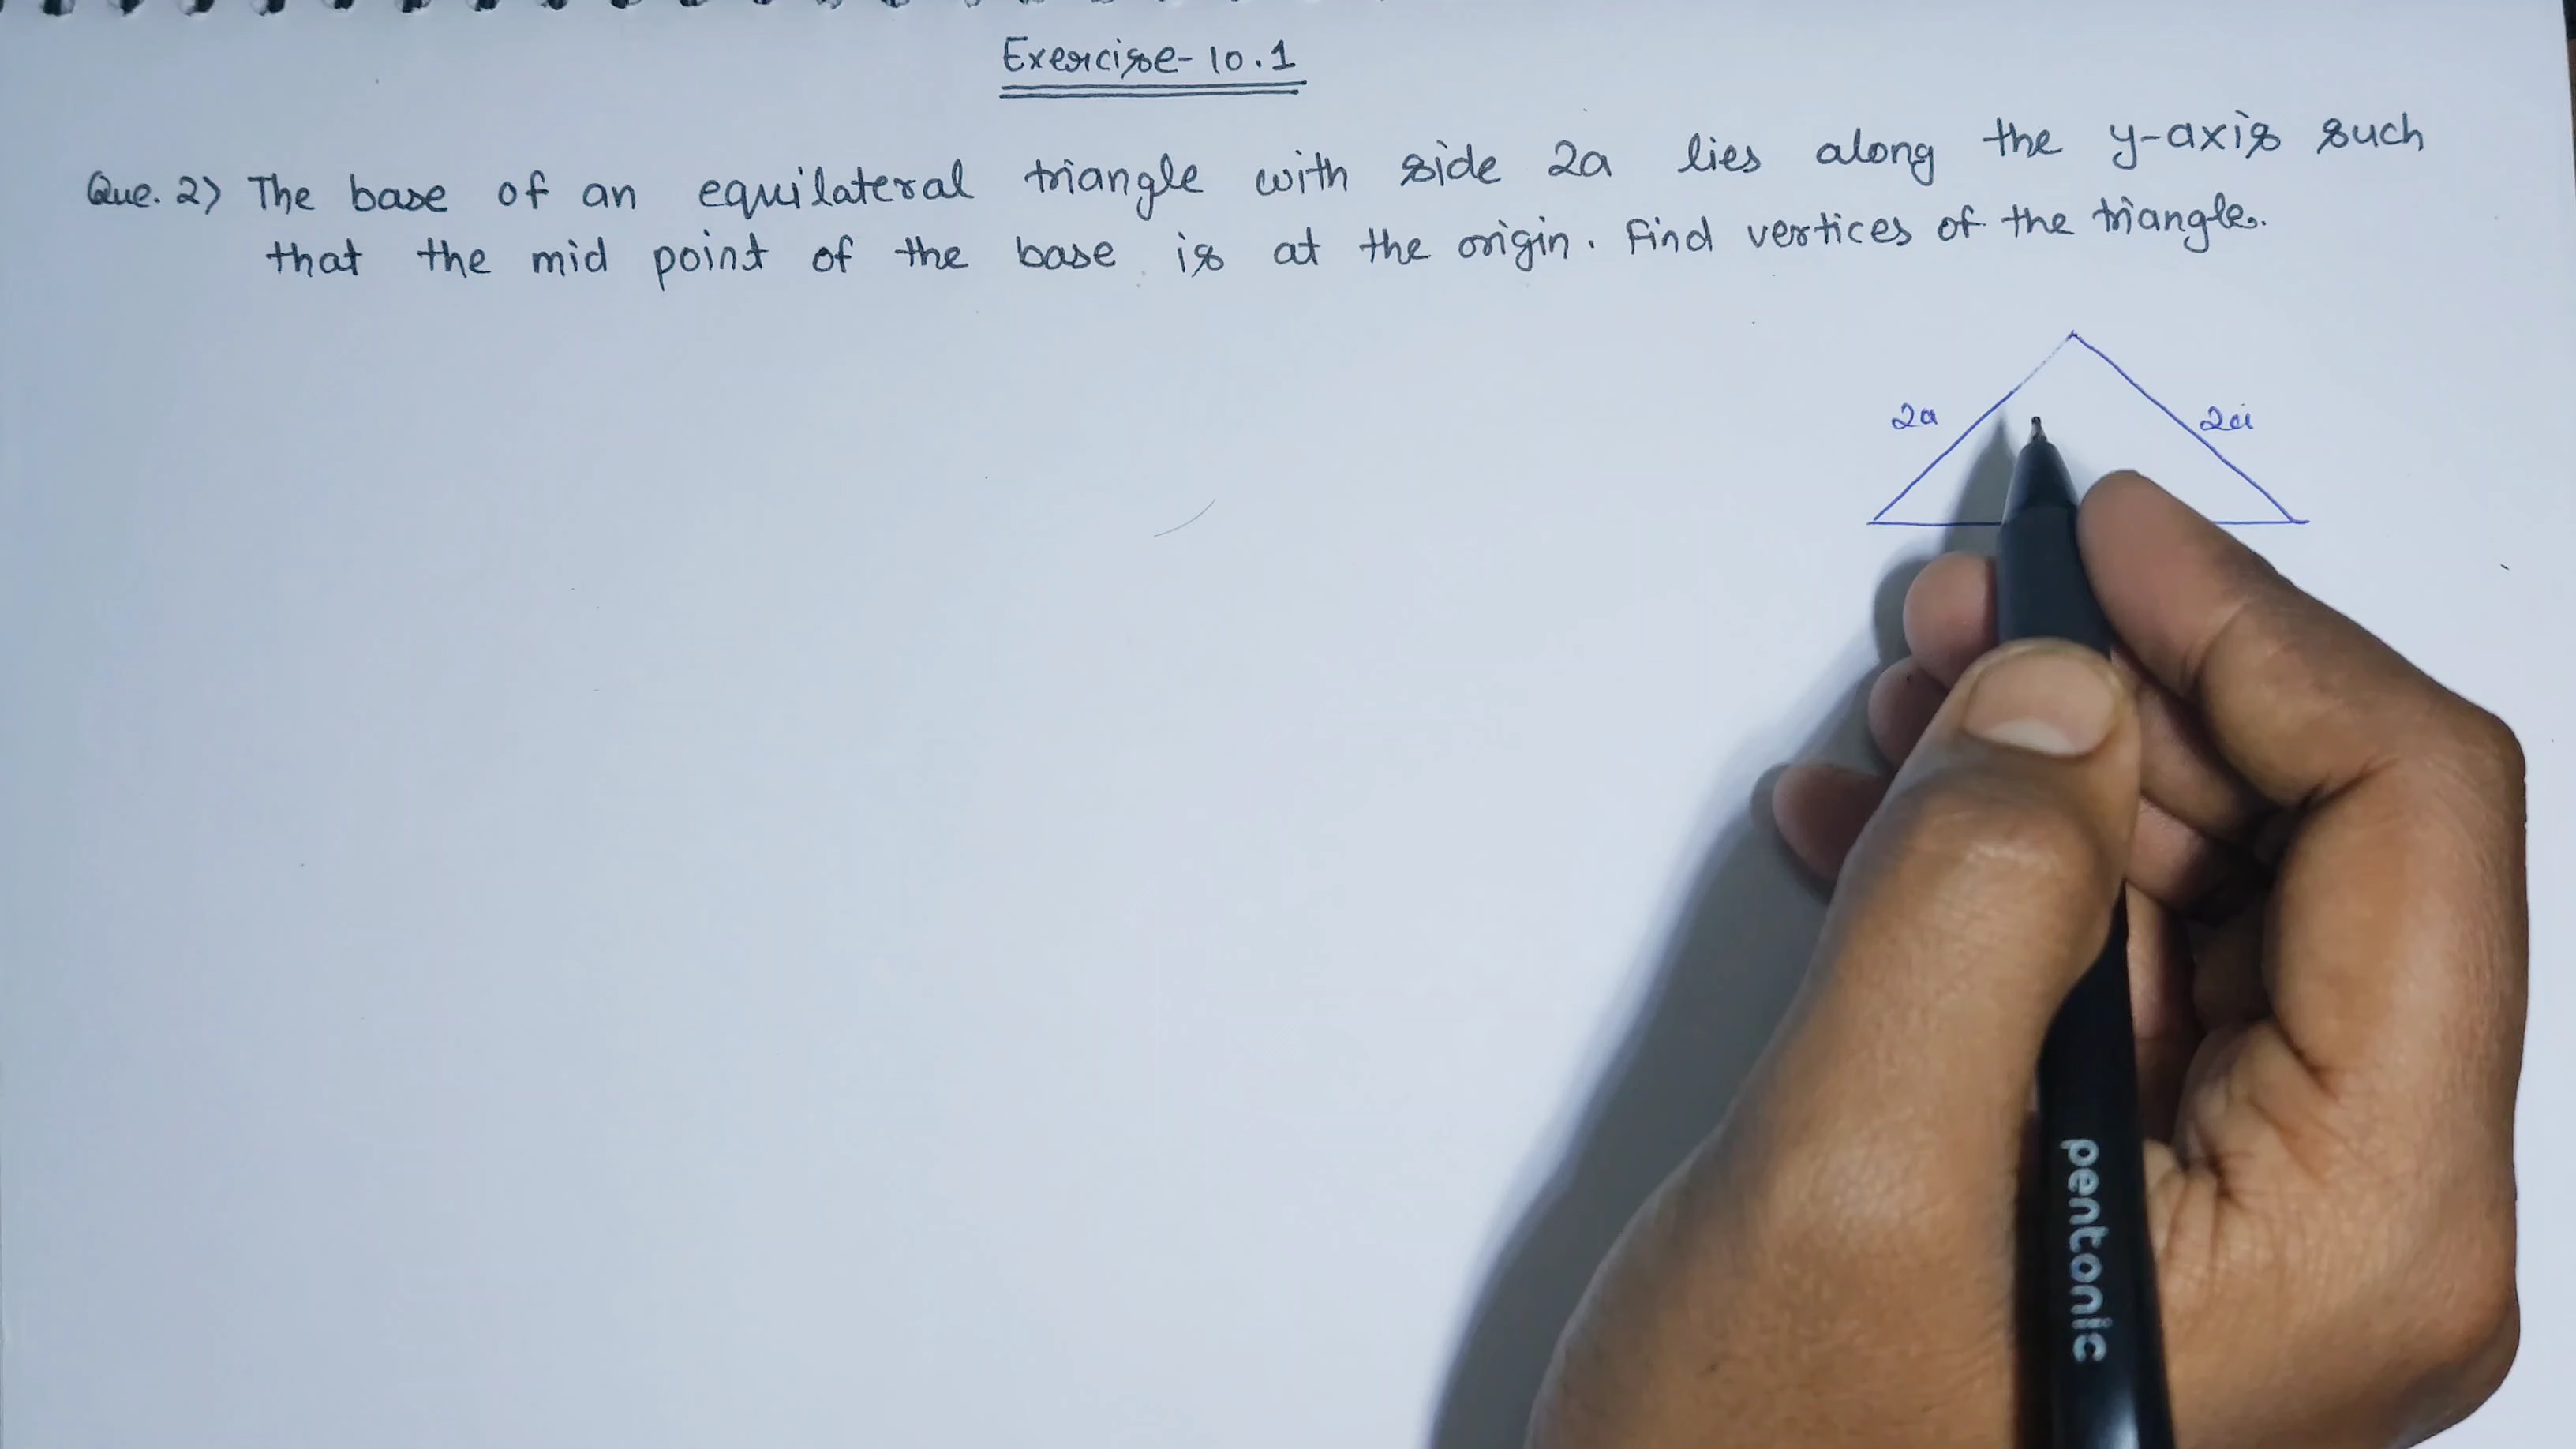 Exercise-10.1
Que. 2) The base of an equilateral triangle with side 2a lies along the y-axis such
that the mid point of the base is at the origin. Find vertices of the triangle.
2a
2a
pentonic